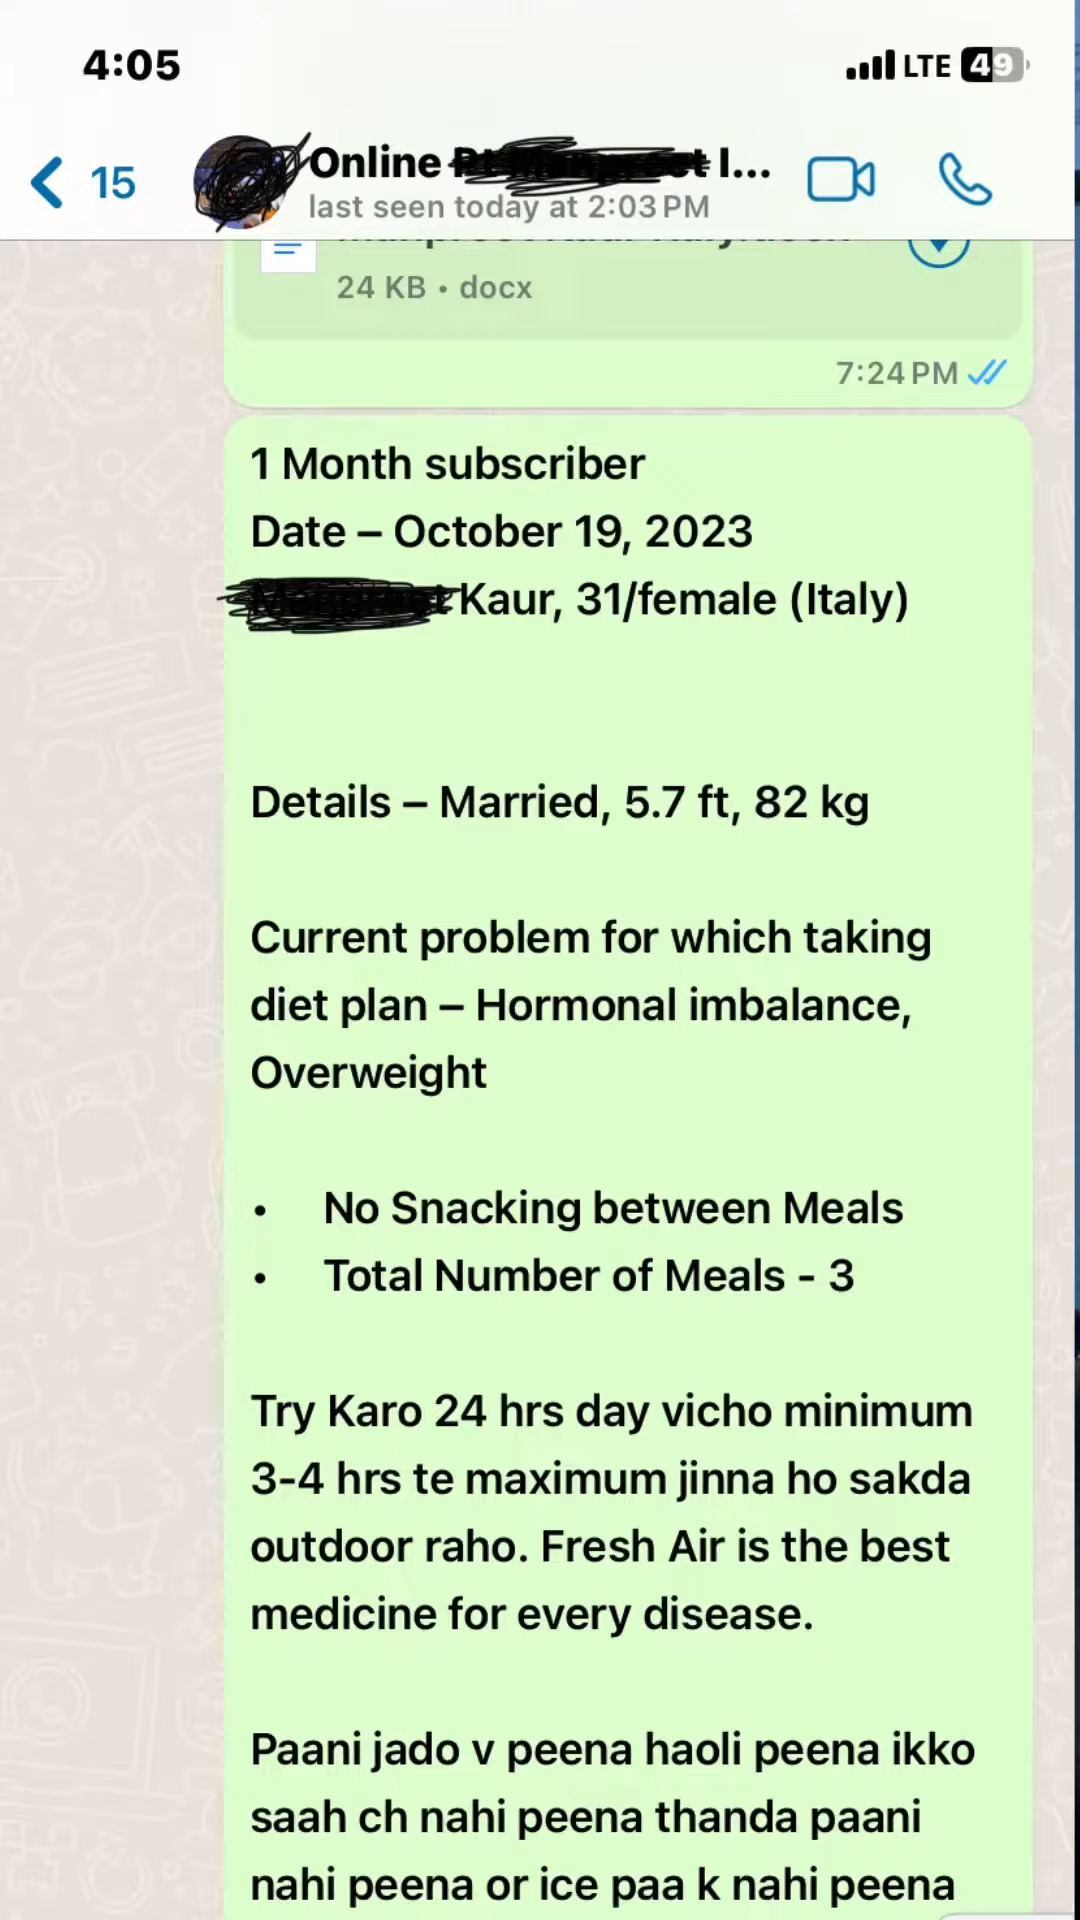 4:05
LTE 49
15
Online I...
last seen today at 2:03 PM
24 KB • docx
7:24 PM
1 Month subscriber
Date – October 19, 2023
Kaur, 31/female (Italy)
Details – Married, 5.7 ft, 82 kg
Current problem for which taking
diet plan – Hormonal imbalance,
Overweight
• No Snacking between Meals
• Total Number of Meals - 3
Try Karo 24 hrs day vicho minimum
3-4 hrs te maximum jinna ho sakda
outdoor raho. Fresh Air is the best
medicine for every disease.
Paani jado v peena haoli peena ikko
saah ch nahi peena thanda paani
nahi peena or ice paa k nahi peena